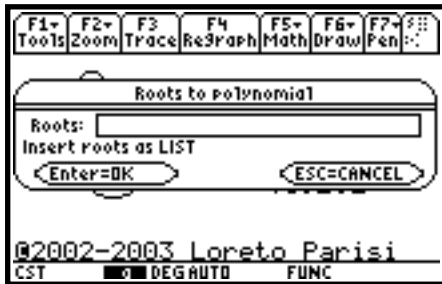 F1 F2 F3 F4 F5 F6 F7
Tools Zoom Trace ReGraph Math Draw Pen
Roots to polynomial
Roots:
Insert roots as LIST
Enter=OK ESC=CANCEL
@2002-2003 Loreto Parisi
CST DEG AUTO FUNC